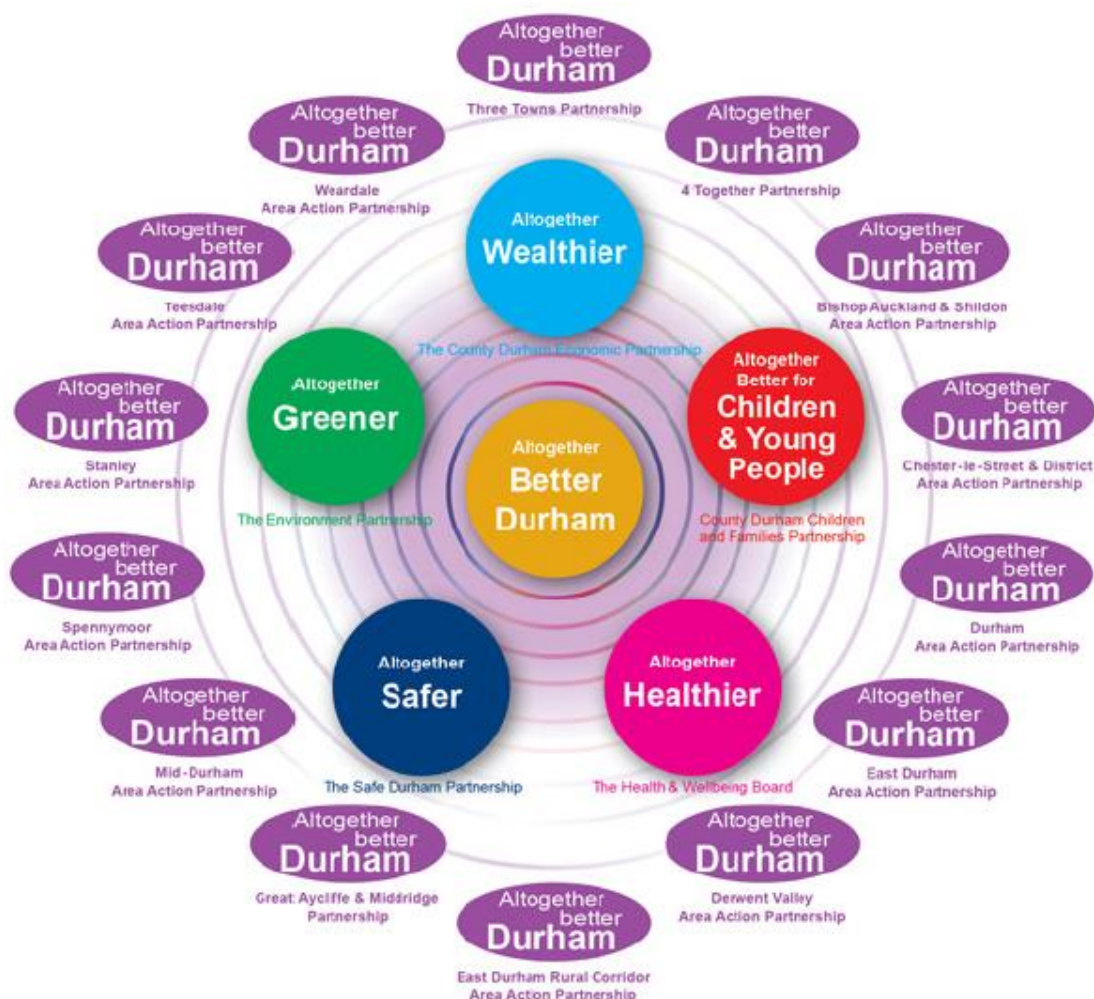 Altogether
better
Durham
Three Towns Partnership
Altogether
better
Durham
Weardale
Area Action Partnership
Altogether
better
Durham
4 Together Partnership
Altogether
better
Durham
Teesdale
Area Action Partnership
Altogether
Wealthier
The County Durham Economic Partnership
Altogether
better
Durham
Bishop Auckland & Shildon
Area Action Partnership
Altogether
better
Durham
Stanley
Area Action Partnership
Altogether
Greener
The Environment Partnership
Altogether
Better
Durham
Altogether
Better for
Children
& Young
People
County Durham Children
and Families Partnership
Altogether
better
Durham
Chester-le-Street & District
Area Action Partnership
Altogether
better
Durham
Spennymoor
Area Action Partnership
Altogether
better
Durham
Durham
Area Action Partnership
Altogether
better
Durham
Mid-Durham
Area Action Partnership
Altogether
Safer
The Safe Durham Partnership
Altogether
Healthier
The Health & Wellbeing Board
Altogether
better
Durham
East Durham
Area Action Partnership
Altogether
better
Durham
Great Aycliffe & Middridge
Partnership
Altogether
better
Durham
Derwent Valley
Area Action Partnership
Altogether
better
Durham
East Durham Rural Corridor
Area Action Partnership